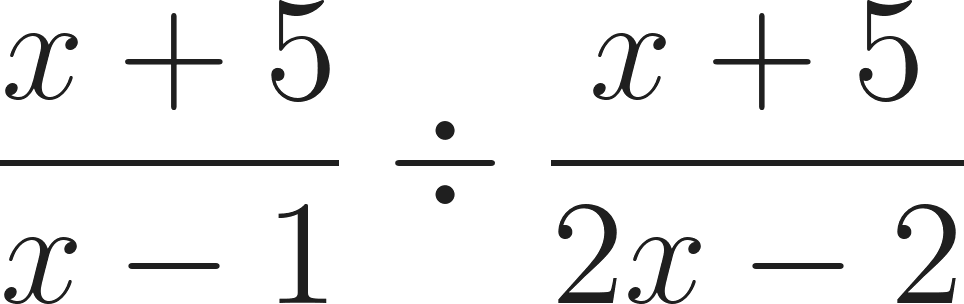 x + 5 / x − 1 ÷ x + 5 / 2x − 2